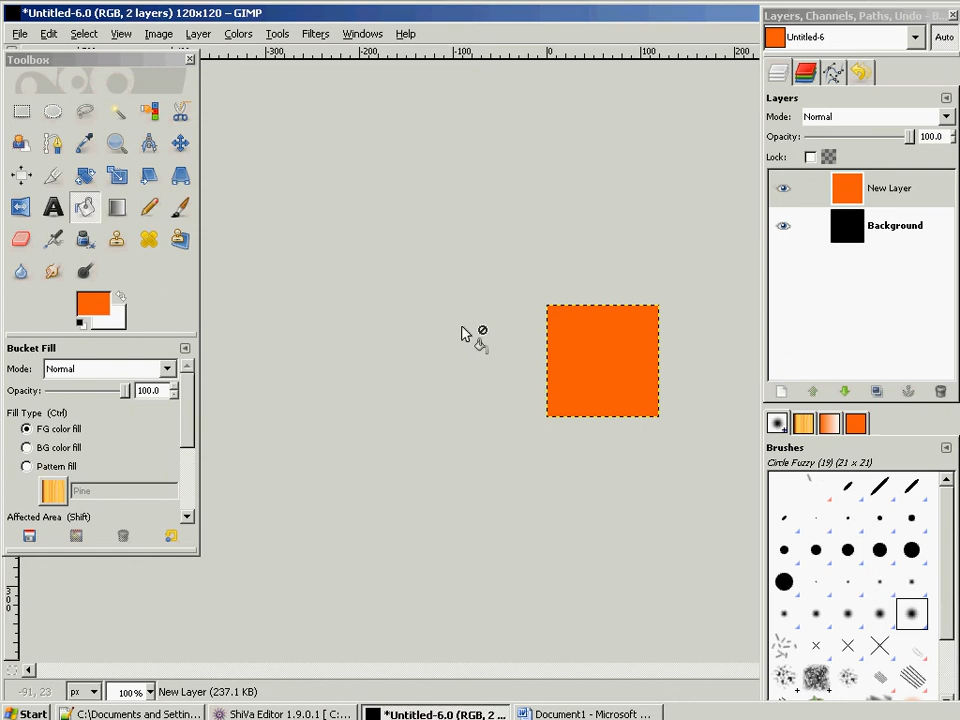 *Untitled-6.0 (RGB, 2 layers) 120x120 – GIMP
File Edit Select View Image Layer Colors Tools Filters Windows Help
-300 -200 -100 0 100 200
Toolbox
Bucket Fill
Mode: Normal
Opacity: 100.0
Fill Type (Ctrl)
FG color fill
BG color fill
Pattern fill
Pine
Affected Area (Shift)
300
-91, 23 px 100% New Layer (237.1 KB)
Layers, Channels, Paths, Undo - B...
Untitled-6 Auto
Layers
Mode: Normal
Opacity: 100.0
Lock:
New Layer
Background
Brushes
Circle Fuzzy (19) (21 x 21)
Start C:\Documents and Settin... ShiVa Editor 1.9.0.1 [ C:... *Untitled-6.0 (RGB, 2 ... Document1 - Microsoft ...